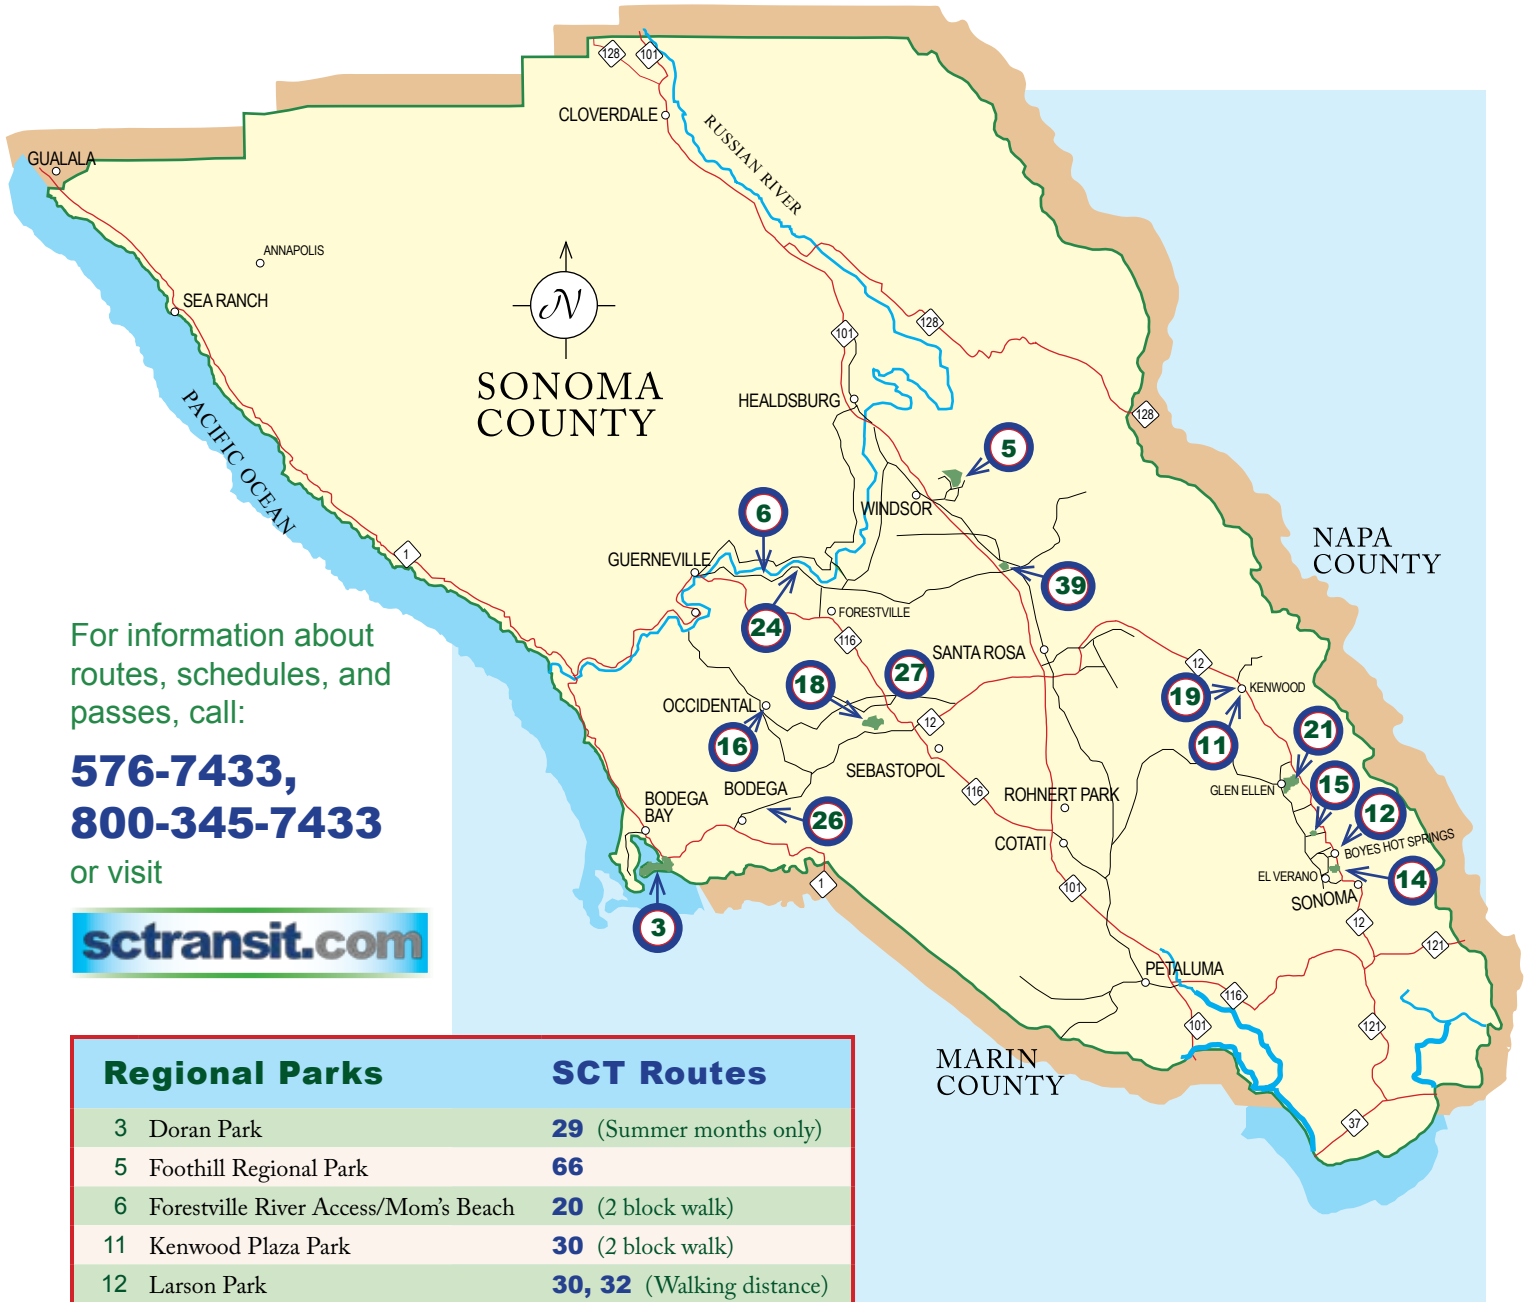 128
101
CLOVERDALE
RUSSIAN RIVER
GUALALA
ANNAPOLIS
SEA RANCH
N
SONOMA
COUNTY
101
128
PACIFIC OCEAN
HEALDSBURG
128
5
WINDSOR
6
NAPA
COUNTY
1
GUERNEVILLE
39
24
FORESTVILLE
116
SANTA ROSA
12
For information about
routes, schedules, and
passes, call:
576-7433,
800-345-7433
or visit
sctransit.com
18
27
19
KENWOOD
OCCIDENTAL
16
12
11
21
SEBASTOPOL
BODEGA
GLEN ELLEN
15
116
ROHNERT PARK
BODEGA
BAY
26
12
COTATI
BOYES HOT SPRINGS
EL VERANO
14
1
101
SONOMA
3
12
121
PETALUMA
116
101
121
MARIN
COUNTY
37
Regional Parks SCT Routes
3 Doran Park 29 (Summer months only)
5 Foothill Regional Park 66
6 Forestville River Access/Mom's Beach 20 (2 block walk)
11 Kenwood Plaza Park 30 (2 block walk)
12 Larson Park 30, 32 (Walking distance)